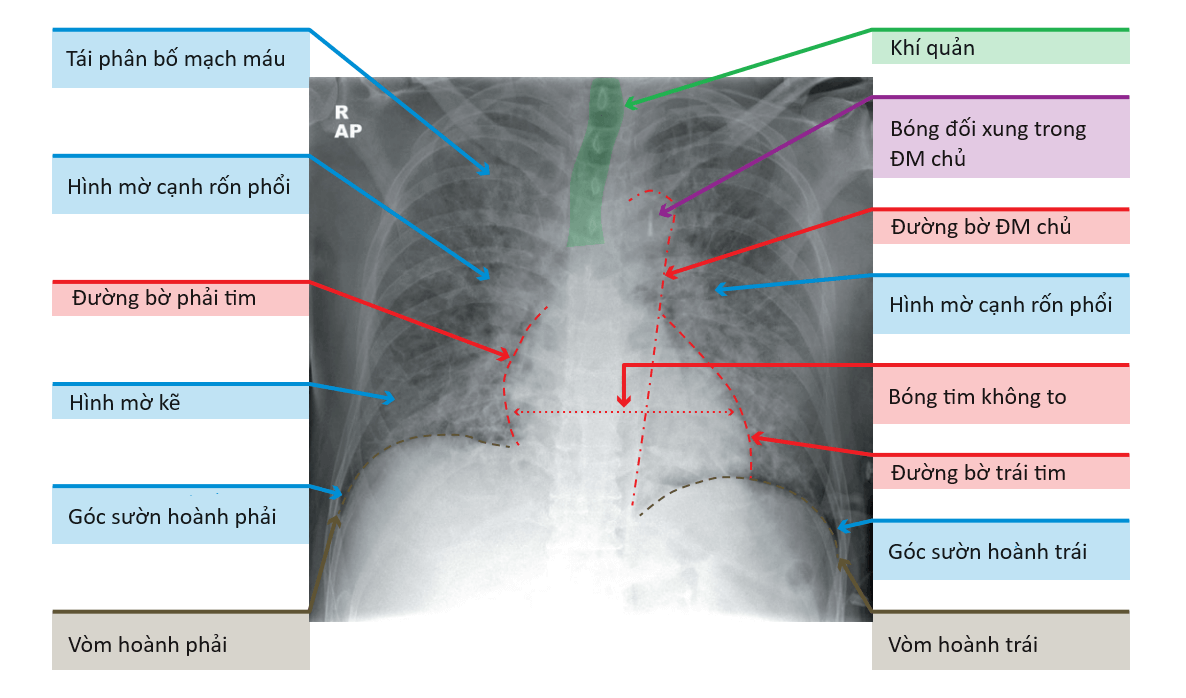 Tái phân bố mạch máu
Hình mờ cạnh rốn phổi
Đường bờ phải tim
Hình mờ kẽ
Góc sườn hoành phải
Vòm hoành phải
R
AP
Khí quản
Bóng đối xung trong
ĐM chủ
Đường bờ ĐM chủ
Hình mờ cạnh rốn phổi
Bóng tim không to
Đường bờ trái tim
Góc sườn hoành trái
Vòm hoành trái